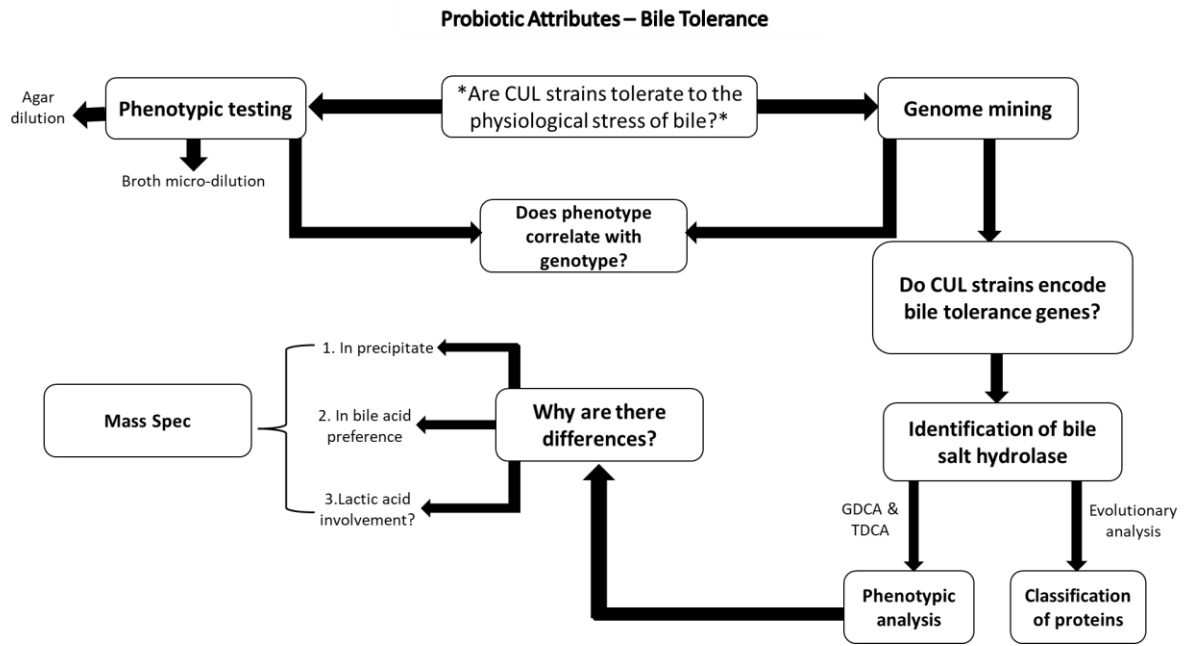 Probiotic Attributes – Bile Tolerance
Agar
dilution
Phenotypic testing
*Are CUL strains tolerate to the
physiological stress of bile?*
Genome mining
Broth micro-dilution
Does phenotype
correlate with
genotype?
Do CUL strains encode
bile tolerance genes?
1. In precipitate
Mass Spec
2. In bile acid
preference
Why are there
differences?
3.Lactic acid
involvement?
Identification of bile
salt hydrolase
GDCA &
TDCA
Evolutionary
analysis
Phenotypic
analysis
Classification
of proteins